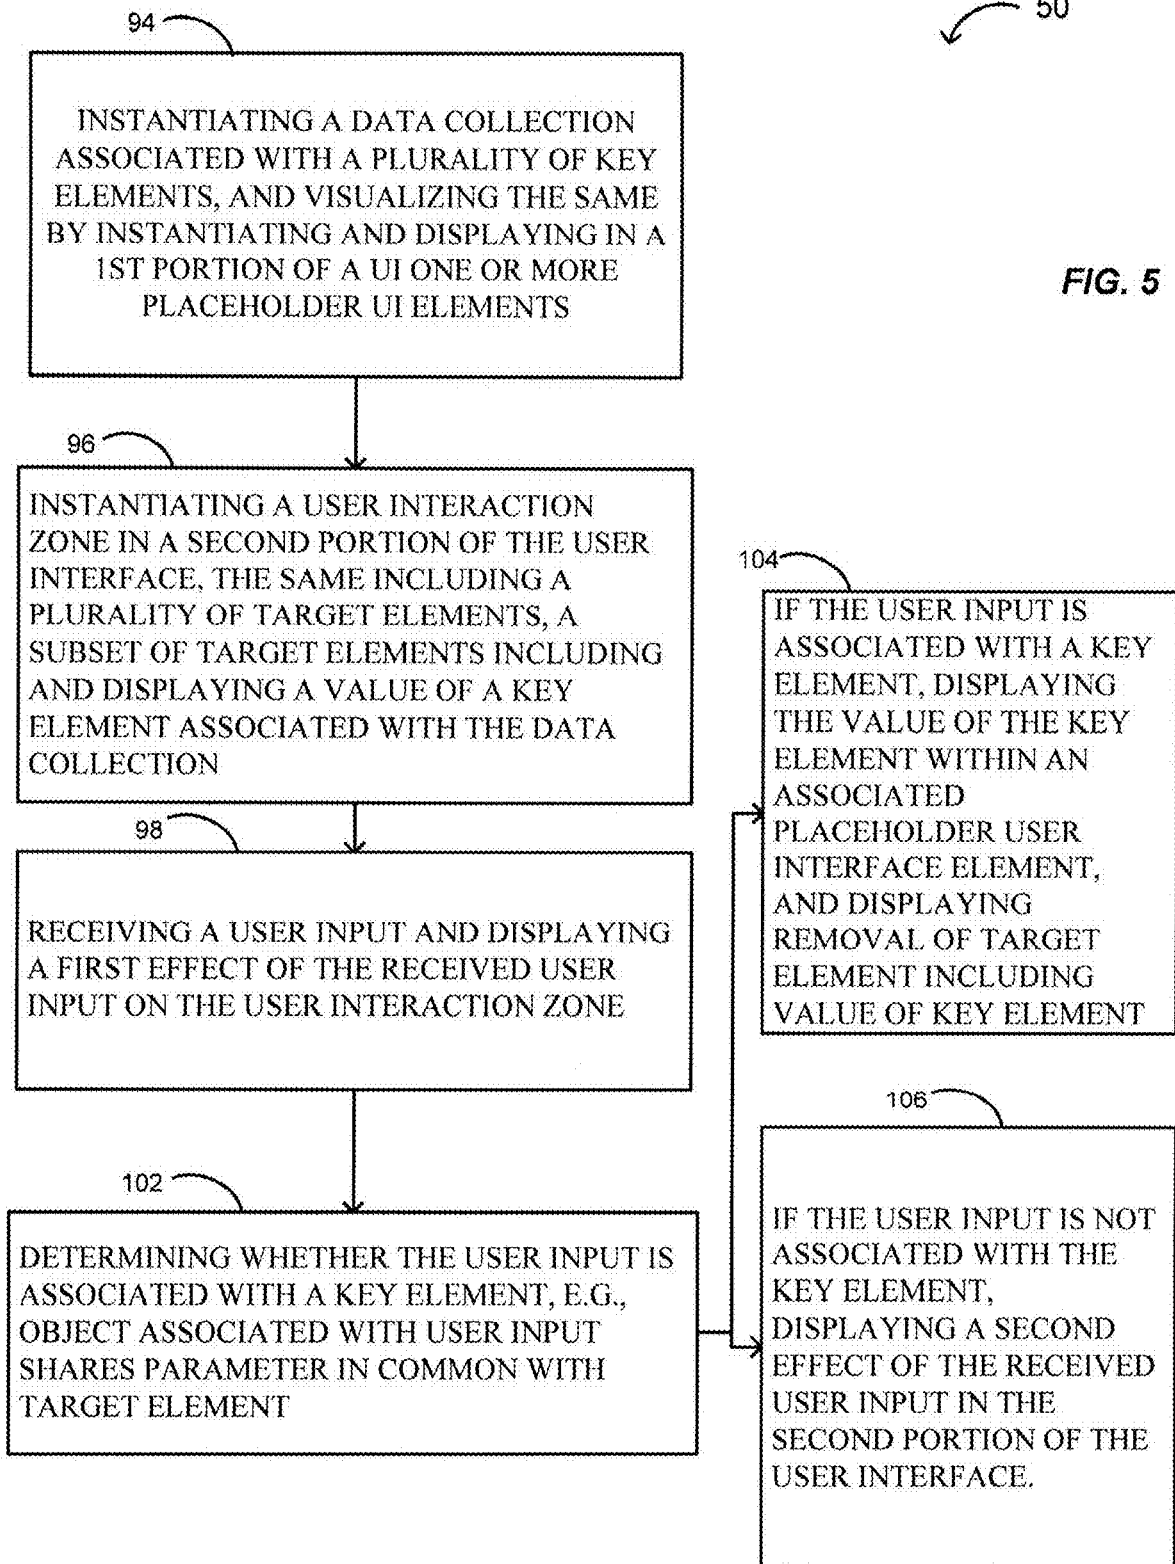 50
94
INSTANTIATING A DATA COLLECTION
ASSOCIATED WITH A PLURALITY OF KEY
ELEMENTS, AND VISUALIZING THE SAME
BY INSTANTIATING AND DISPLAYING IN A
1ST PORTION OF A UI ONE OR MORE
PLACEHOLDER UI ELEMENTS
FIG. 5
96
INSTANTIATING A USER INTERACTION
ZONE IN A SECOND PORTION OF THE USER
INTERFACE, THE SAME INCLUDING A
PLURALITY OF TARGET ELEMENTS, A
SUBSET OF TARGET ELEMENTS INCLUDING
AND DISPLAYING A VALUE OF A KEY
ELEMENT ASSOCIATED WITH THE DATA
COLLECTION
98
RECEIVING A USER INPUT AND DISPLAYING
A FIRST EFFECT OF THE RECEIVED USER
INPUT ON THE USER INTERACTION ZONE
102
DETERMINING WHETHER THE USER INPUT IS
ASSOCIATED WITH A KEY ELEMENT, E.G.,
OBJECT ASSOCIATED WITH USER INPUT
SHARES PARAMETER IN COMMON WITH
TARGET ELEMENT
104
IF THE USER INPUT IS
ASSOCIATED WITH A KEY
ELEMENT, DISPLAYING
THE VALUE OF THE KEY
ELEMENT WITHIN AN
ASSOCIATED
PLACEHOLDER USER
INTERFACE ELEMENT,
AND DISPLAYING
REMOVAL OF TARGET
ELEMENT INCLUDING
VALUE OF KEY ELEMENT
106
IF THE USER INPUT IS NOT
ASSOCIATED WITH THE
KEY ELEMENT,
DISPLAYING A SECOND
EFFECT OF THE RECEIVED
USER INPUT IN THE
SECOND PORTION OF THE
USER INTERFACE.